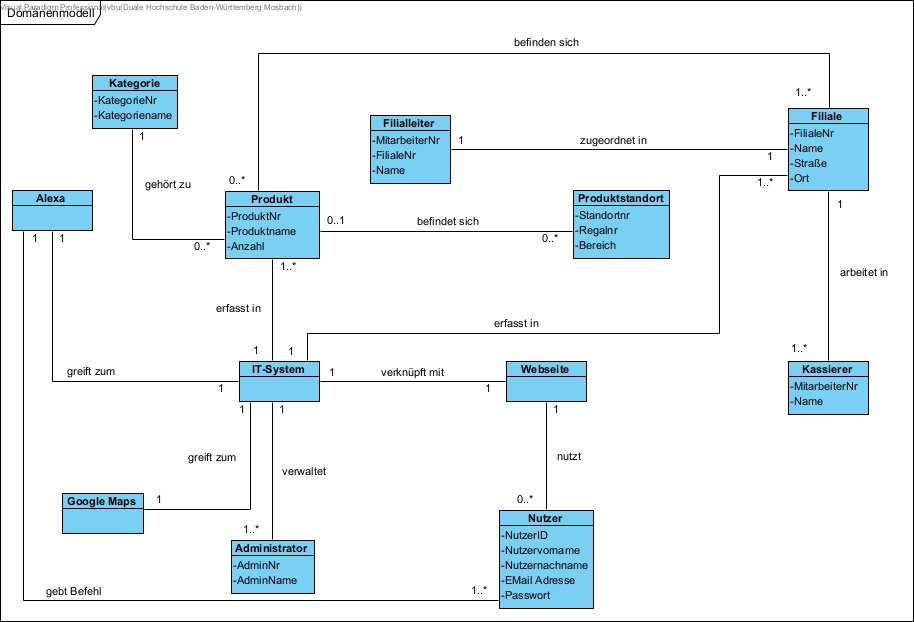 Visual Paradigm Professional(vbu(Duale Hochschule Baden-Württemberg Mosbach))
Domänenmodell
befinden sich
1..*
Kategorie
-KategorieNr
-Kategoriename
1
gehört zu
0..*
Filialleiter
-MitarbeiterNr
-FilialeNr
-Name
1
zugeordnet in
1
Filiale
-FilialeNr
-Name
-Straße
-Ort
1..*
1
0..*
Alexa
1
1
Produkt
-ProduktNr
-Produktname
-Anzahl
0..1
befindet sich
0..*
Produktstandort
-Standortnr
-Regalnr
-Bereich
1..*
erfasst in
1
1
erfasst in
arbeitet in
1..*
greift zum
1
IT-System
1
verknüpft mit
1
Webseite
Kassierer
-MitarbeiterNr
-Name
1
1
1
greift zum
verwaltet
nutzt
Google Maps
1
1..*
0..*
Administrator
-AdminNr
-AdminName
Nutzer
-NutzerID
-Nutzervorname
-Nutzernachname
-EMail Adresse
-Passwort
gebt Befehl
1..*